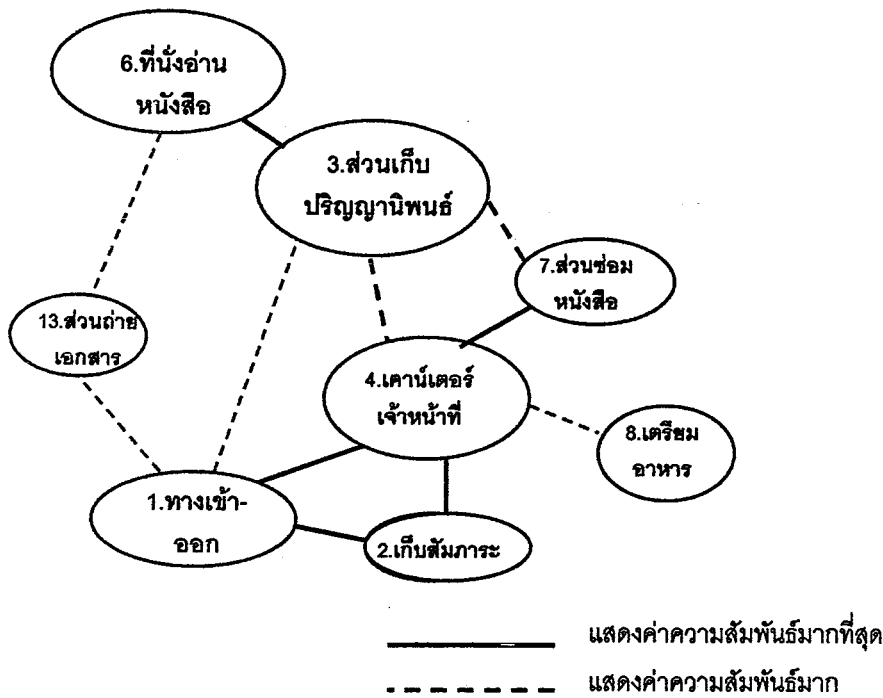 6.ที่นั่งอ่าน
หนังสือ
3.ส่วนเก็บ
ปริญญานิพนธ์
7.ส่วนซ่อม
หนังสือ
13.ส่วนถ่าย
เอกสาร
4.เคาน์เตอร์
เจ้าหน้าที่
8.เตรียม
อาหาร
1.ทางเข้า-
ออก
2.เก็บสัมภาระ
แสดงค่าความสัมพันธ์มากที่สุด
แสดงค่าความสัมพันธ์มาก